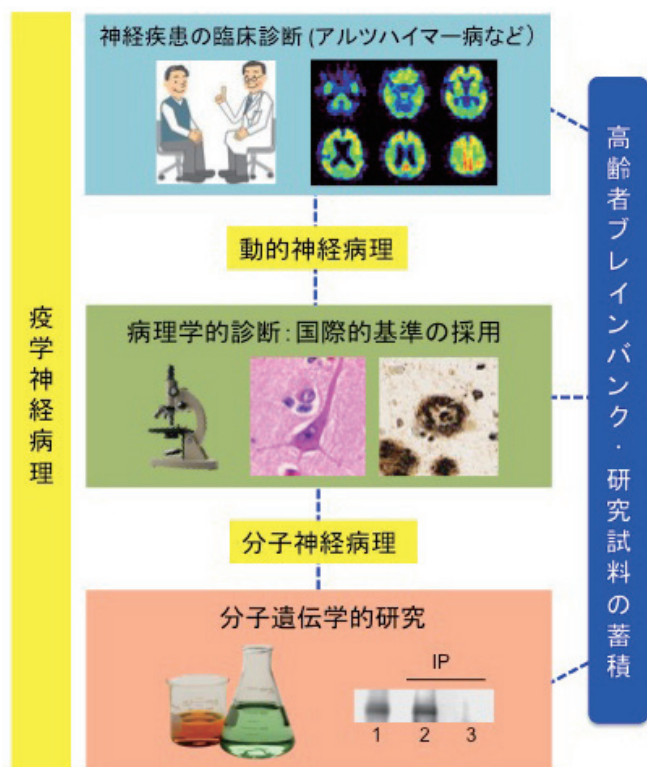 神経疾患の臨床診断 (アルツハイマー病など)
動的神経病理
疫学神経病理
病理学的診断:国際的基準の採用
分子神経病理
分子遺伝学的研究
IP
1 2 3
高齢者ブレインバンク・研究試料の蓄積